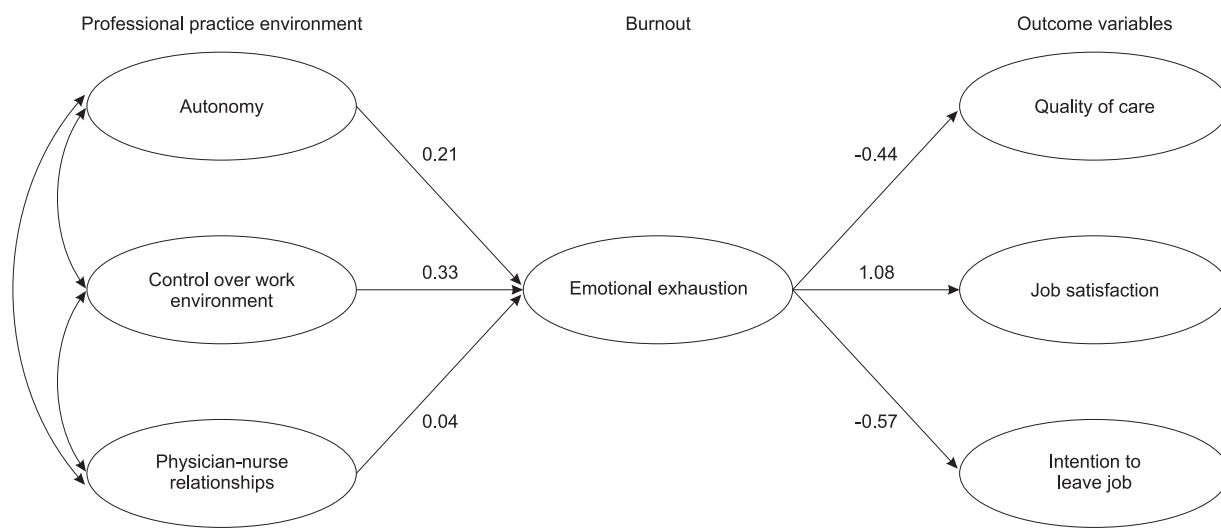 Professional practice environment
Burnout
Outcome variables
Autonomy
Quality of care
0.21
-0.44
Control over work
environment
0.33
Emotional exhaustion
1.08
Job satisfaction
0.04
-0.57
Physician-nurse
relationships
Intention to
leave job